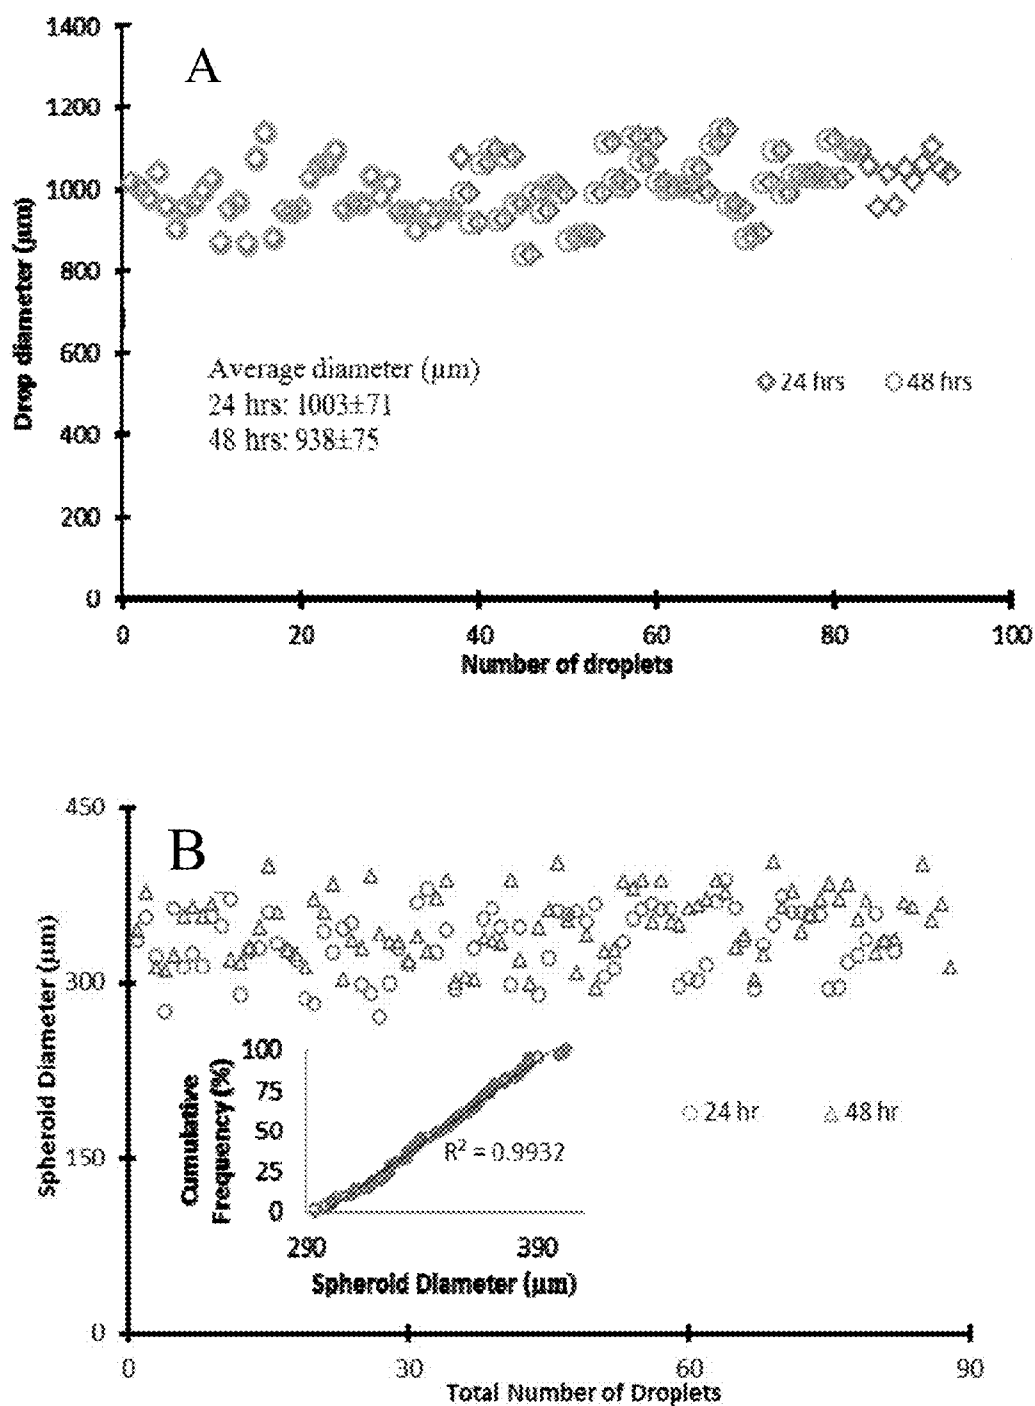 A
1400
1200
1000
800
600
400
200
0
Drop diameter (µm)
Average diameter (µm)
24 hrs: 1003±71
48 hrs: 938±75
24 hrs 48 hrs
0 20 40 60 80 100
Number of droplets
B
450
300
150
0
Spheroid Diameter (µm)
Cumulative
Frequency (%)
100
75
50
25
0
R² = 0.9932
290 390
Spheroid Diameter (µm)
24 hr 48 hr
0 30 60 90
Total Number of Droplets